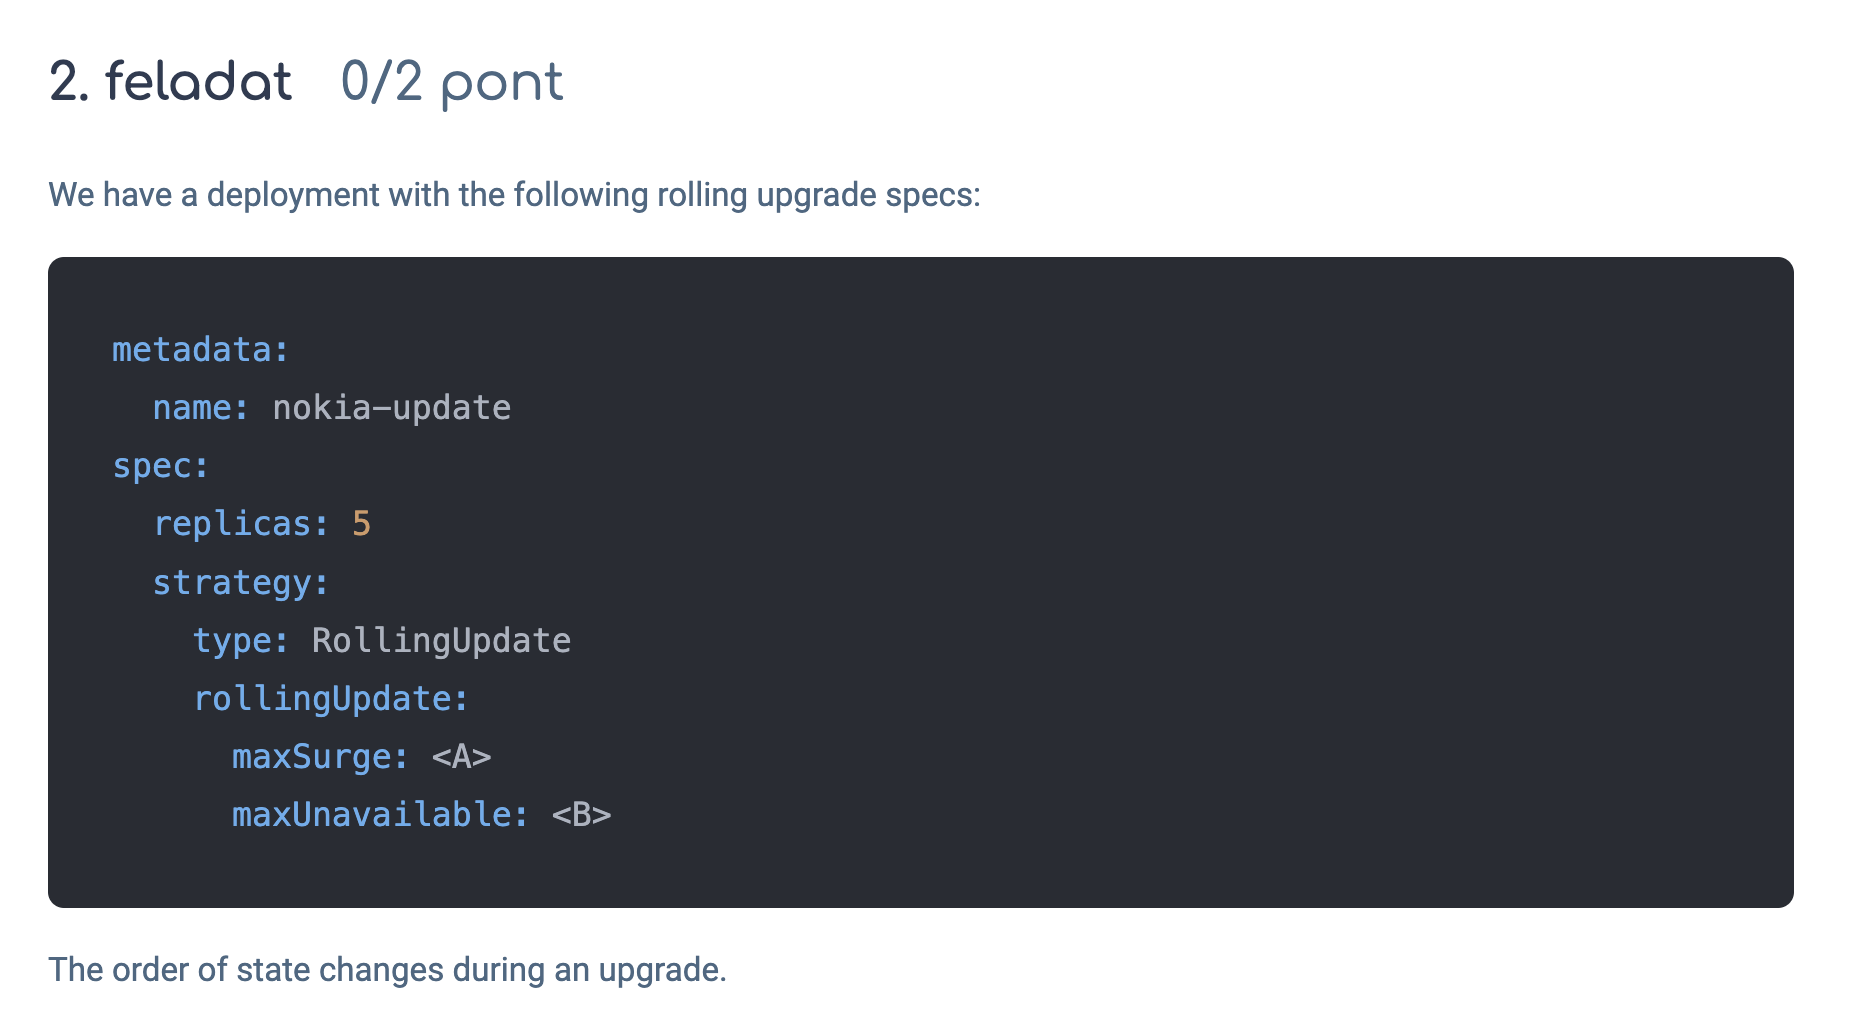 2. feladat 0/2 pont
We have a deployment with the following rolling upgrade specs:
metadata:
  name: nokia-update
spec:
  replicas: 5
  strategy:
    type: RollingUpdate
    rollingUpdate:
      maxSurge: <A>
      maxUnavailable: <B>
The order of state changes during an upgrade.